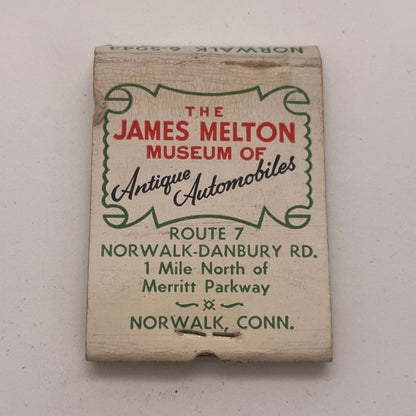 NORWALK 6-5944
THE
JAMES MELTON
MUSEUM OF
Antique Automobiles
ROUTE 7
NORWALK-DANBURY RD.
1 Mile North of
Merritt Parkway
NORWALK, CONN.